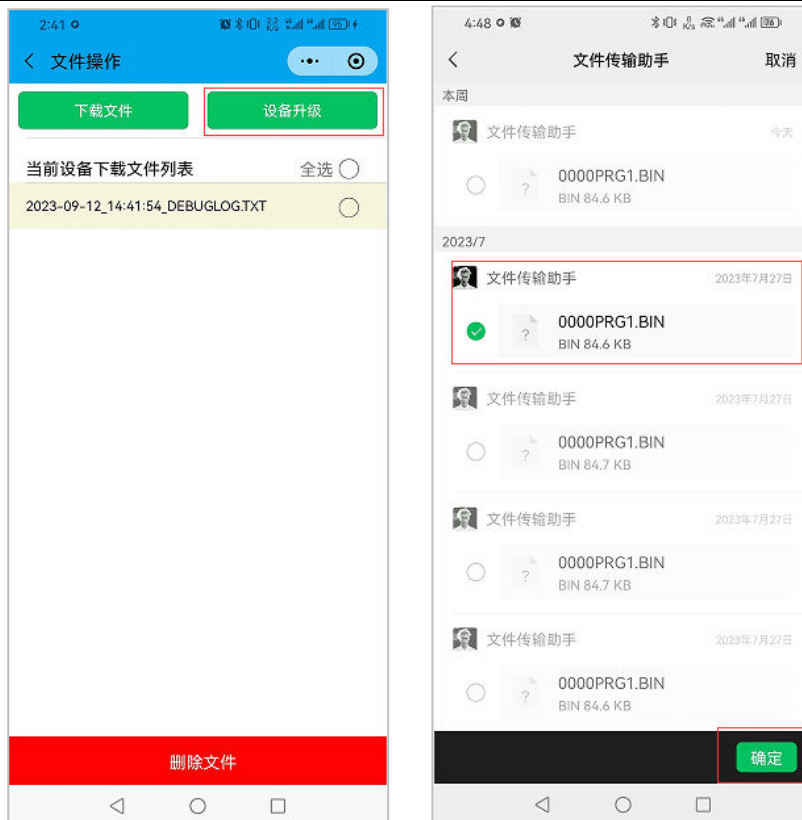 2:41
95
文件操作
下载文件
设备升级
当前设备下载文件列表
全选
2023-09-12_14:41:54_DEBUGLOG.TXT
删除文件
4:48
76
文件传输助手
取消
本周
文件传输助手
今天
0000PRG1.BIN
BIN 84.6 KB
2023/7
文件传输助手
2023年7月27日
0000PRG1.BIN
BIN 84.6 KB
文件传输助手
2023年7月27日
0000PRG1.BIN
BIN 84.7 KB
文件传输助手
2023年7月27日
0000PRG1.BIN
BIN 84.7 KB
文件传输助手
2023年7月27日
0000PRG1.BIN
BIN 84.6 KB
确定